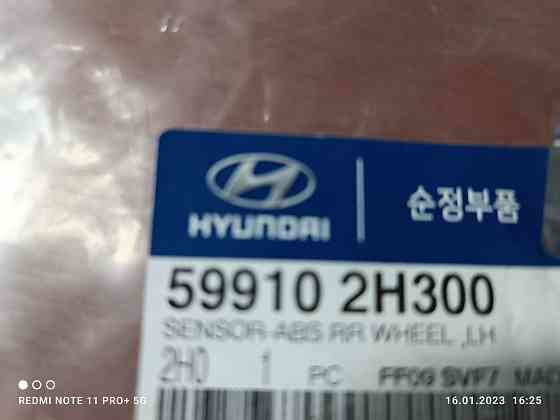 HYUNDAI
순정부품
59910 2H300
SENSOR-ABS RR WHEEL ,LH
2H0 1 PC FF09 SVF7 MAD
REDMI NOTE 11 PRO+ 5G
16.01.2023 16:25